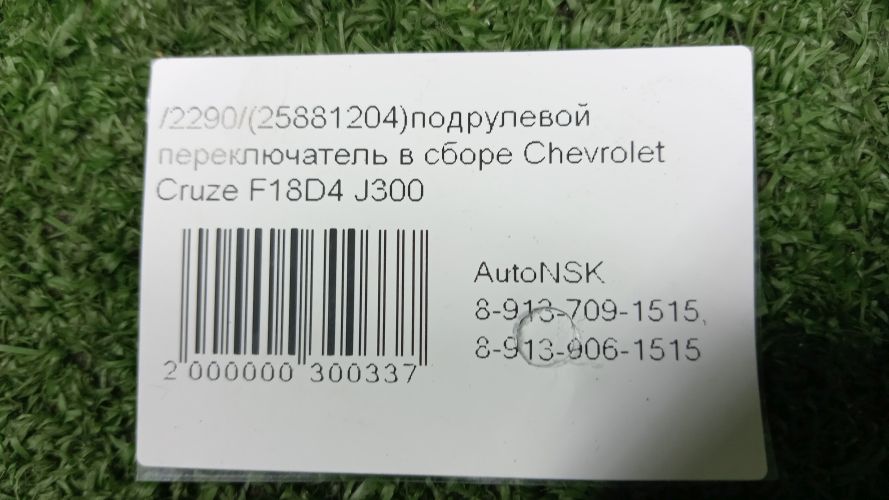 /2290/(25881204)подрулевой
переключатель в сборе Chevrolet
Cruze F18D4 J300
AutoNSK
8-913-709-1515,
8-913-906-1515
2 000000 300337